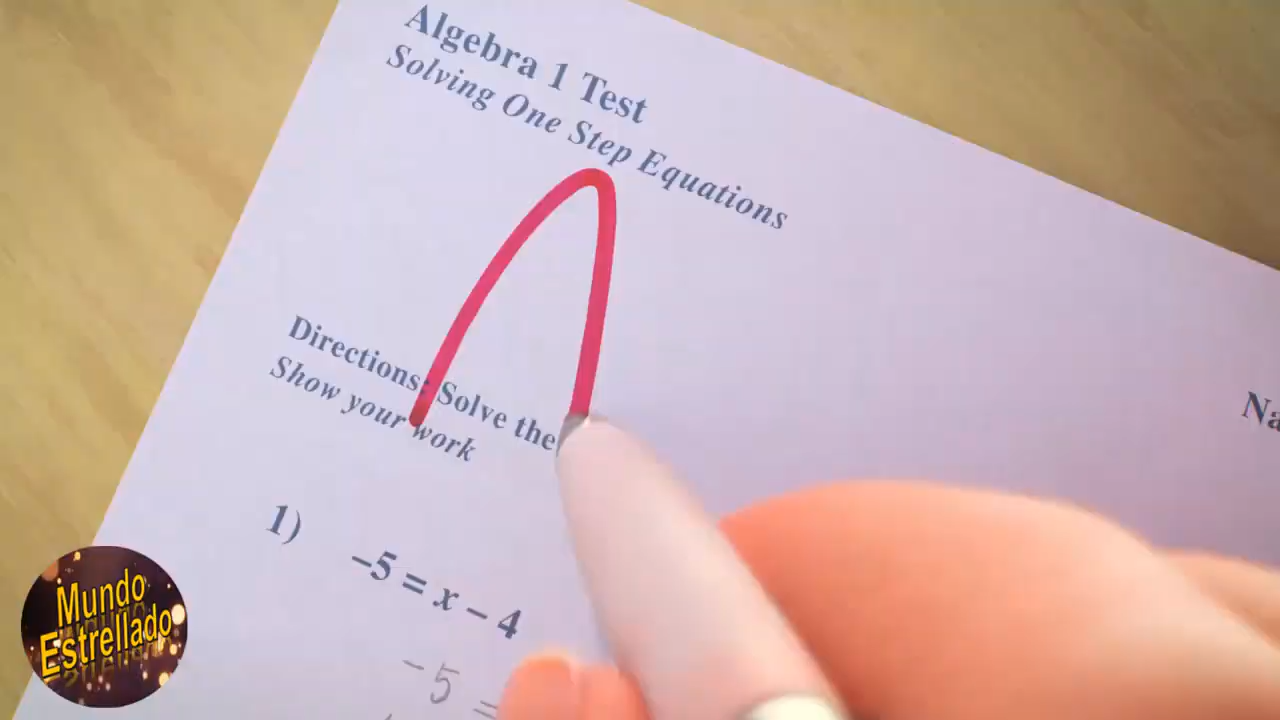 Algebra 1 Test
Solving One Step Equations
Directions: Solve the
Show your work
1)
-5 = x - 4
-5 =
Mundo
Estrellado